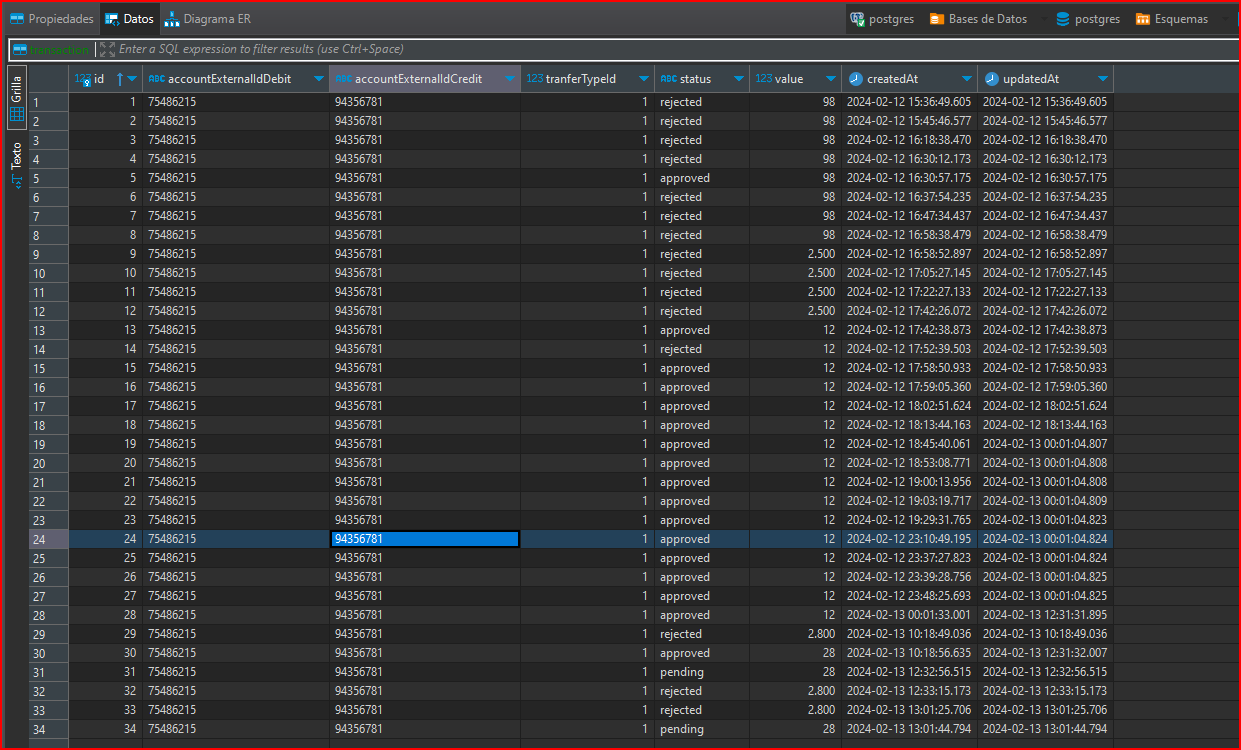 Propiedades Datos Diagrama ER postgres Bases de Datos postgres Esquemas
transaction Enter a SQL expression to filter results (use Ctrl+Space)
Grilla
Texto
123 id ABC accountExternalIdDebit ABC accountExternalIdCredit 123 tranferTypeId ABC status 123 value createdAt updatedAt
1 1 75486215 94356781 1 rejected 98 2024-02-12 15:36:49.605 2024-02-12 15:36:49.605
2 2 75486215 94356781 1 rejected 98 2024-02-12 15:45:46.577 2024-02-12 15:45:46.577
3 3 75486215 94356781 1 rejected 98 2024-02-12 16:18:38.470 2024-02-12 16:18:38.470
4 4 75486215 94356781 1 rejected 98 2024-02-12 16:30:12.173 2024-02-12 16:30:12.173
5 5 75486215 94356781 1 approved 98 2024-02-12 16:30:57.175 2024-02-12 16:30:57.175
6 6 75486215 94356781 1 rejected 98 2024-02-12 16:37:54.235 2024-02-12 16:37:54.235
7 7 75486215 94356781 1 rejected 98 2024-02-12 16:47:34.437 2024-02-12 16:47:34.437
8 8 75486215 94356781 1 rejected 98 2024-02-12 16:58:38.479 2024-02-12 16:58:38.479
9 9 75486215 94356781 1 rejected 2.500 2024-02-12 16:58:52.897 2024-02-12 16:58:52.897
10 10 75486215 94356781 1 rejected 2.500 2024-02-12 17:05:27.145 2024-02-12 17:05:27.145
11 11 75486215 94356781 1 rejected 2.500 2024-02-12 17:22:27.133 2024-02-12 17:22:27.133
12 12 75486215 94356781 1 rejected 2.500 2024-02-12 17:42:26.072 2024-02-12 17:42:26.072
13 13 75486215 94356781 1 approved 12 2024-02-12 17:42:38.873 2024-02-12 17:42:38.873
14 14 75486215 94356781 1 rejected 12 2024-02-12 17:52:39.503 2024-02-12 17:52:39.503
15 15 75486215 94356781 1 approved 12 2024-02-12 17:58:50.933 2024-02-12 17:58:50.933
16 16 75486215 94356781 1 approved 12 2024-02-12 17:59:05.360 2024-02-12 17:59:05.360
17 17 75486215 94356781 1 approved 12 2024-02-12 18:02:51.624 2024-02-12 18:02:51.624
18 18 75486215 94356781 1 approved 12 2024-02-12 18:13:44.163 2024-02-12 18:13:44.163
19 19 75486215 94356781 1 approved 12 2024-02-12 18:45:40.061 2024-02-13 00:01:04.807
20 20 75486215 94356781 1 approved 12 2024-02-12 18:53:08.771 2024-02-13 00:01:04.808
21 21 75486215 94356781 1 approved 12 2024-02-12 19:00:13.956 2024-02-13 00:01:04.808
22 22 75486215 94356781 1 approved 12 2024-02-12 19:03:19.717 2024-02-13 00:01:04.809
23 23 75486215 94356781 1 approved 12 2024-02-12 19:29:31.765 2024-02-13 00:01:04.823
24 24 75486215 94356781 1 approved 12 2024-02-12 23:10:49.195 2024-02-13 00:01:04.824
25 25 75486215 94356781 1 approved 12 2024-02-12 23:37:27.823 2024-02-13 00:01:04.824
26 26 75486215 94356781 1 approved 12 2024-02-12 23:39:28.756 2024-02-13 00:01:04.825
27 27 75486215 94356781 1 approved 12 2024-02-12 23:48:25.693 2024-02-13 00:01:04.825
28 28 75486215 94356781 1 approved 12 2024-02-13 00:01:33.001 2024-02-13 12:31:31.895
29 29 75486215 94356781 1 rejected 2.800 2024-02-13 10:18:49.036 2024-02-13 10:18:49.036
30 30 75486215 94356781 1 approved 28 2024-02-13 10:18:56.635 2024-02-13 12:31:32.007
31 31 75486215 94356781 1 pending 28 2024-02-13 12:32:56.515 2024-02-13 12:32:56.515
32 32 75486215 94356781 1 rejected 2.800 2024-02-13 12:33:15.173 2024-02-13 12:33:15.173
33 33 75486215 94356781 1 rejected 2.800 2024-02-13 13:01:25.706 2024-02-13 13:01:25.706
34 34 75486215 94356781 1 pending 28 2024-02-13 13:01:44.794 2024-02-13 13:01:44.794